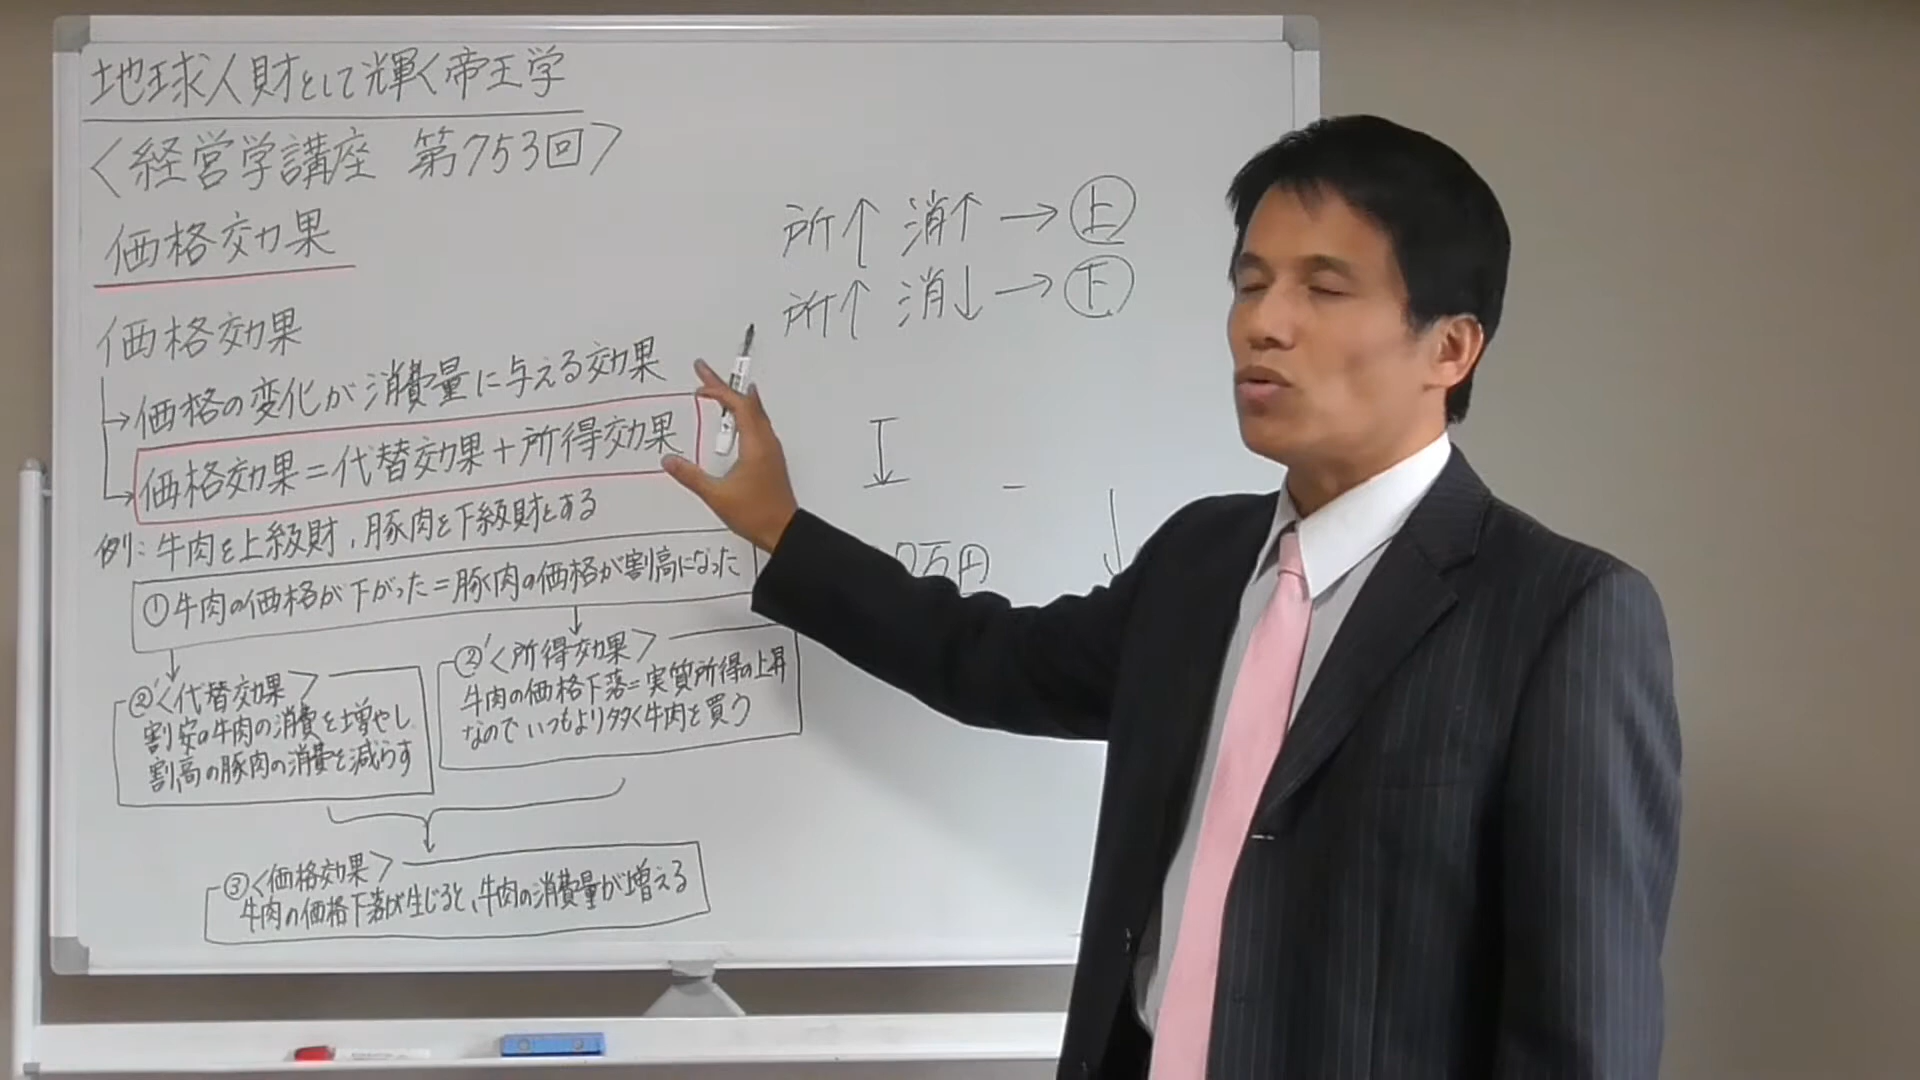 地球人財として輝く帝王学
〈経営学講座 第753回〉
価格効果
価格効果
→価格の変化が消費量に与える効果
→価格効果=代替効果+所得効果
例:牛肉を上級財,豚肉を下級財とする
①牛肉の価格が下がった=豚肉の価格が割高になった
②〈代替効果〉
割安の牛肉の消費を増やし
割高の豚肉の消費を減らす
②'〈所得効果〉
牛肉の価格下落=実質所得の上昇
なのでいつもより多く牛肉を買う
③〈価格効果〉
牛肉の価格下落が生じると、牛肉の消費量が増える
所↑ 消↑→上
所↑ 消↓→下
万円